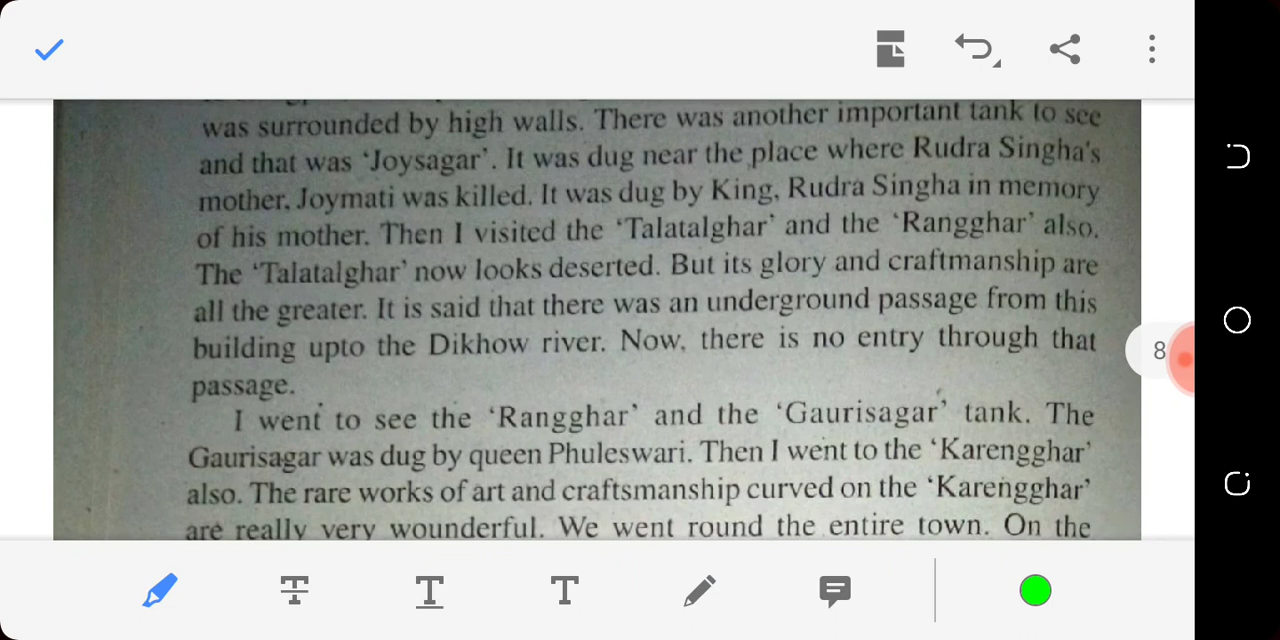 was surrounded by high walls. There was another important tank to see
and that was ‘Joysagar’. It was dug near the place where Rudra Singha's
mother, Joymati was killed. It was dug by King, Rudra Singha in memory
of his mother. Then I visited the ‘Talatalghar’ and the ‘Rangghar’ also.
The ‘Talatalghar’ now looks deserted. But its glory and craftmanship are
all the greater. It is said that there was an underground passage from this
building upto the Dikhow river. Now, there is no entry through that
passage.
8
I went to see the ‘Rangghar’ and the ‘Gaurisagar’ tank. The
Gaurisagar was dug by queen Phuleswari. Then I went to the ‘Karengghar’
also. The rare works of art and craftsmanship curved on the ‘Karengghar’
are really very wounderful. We went round the entire town. On the
T T T